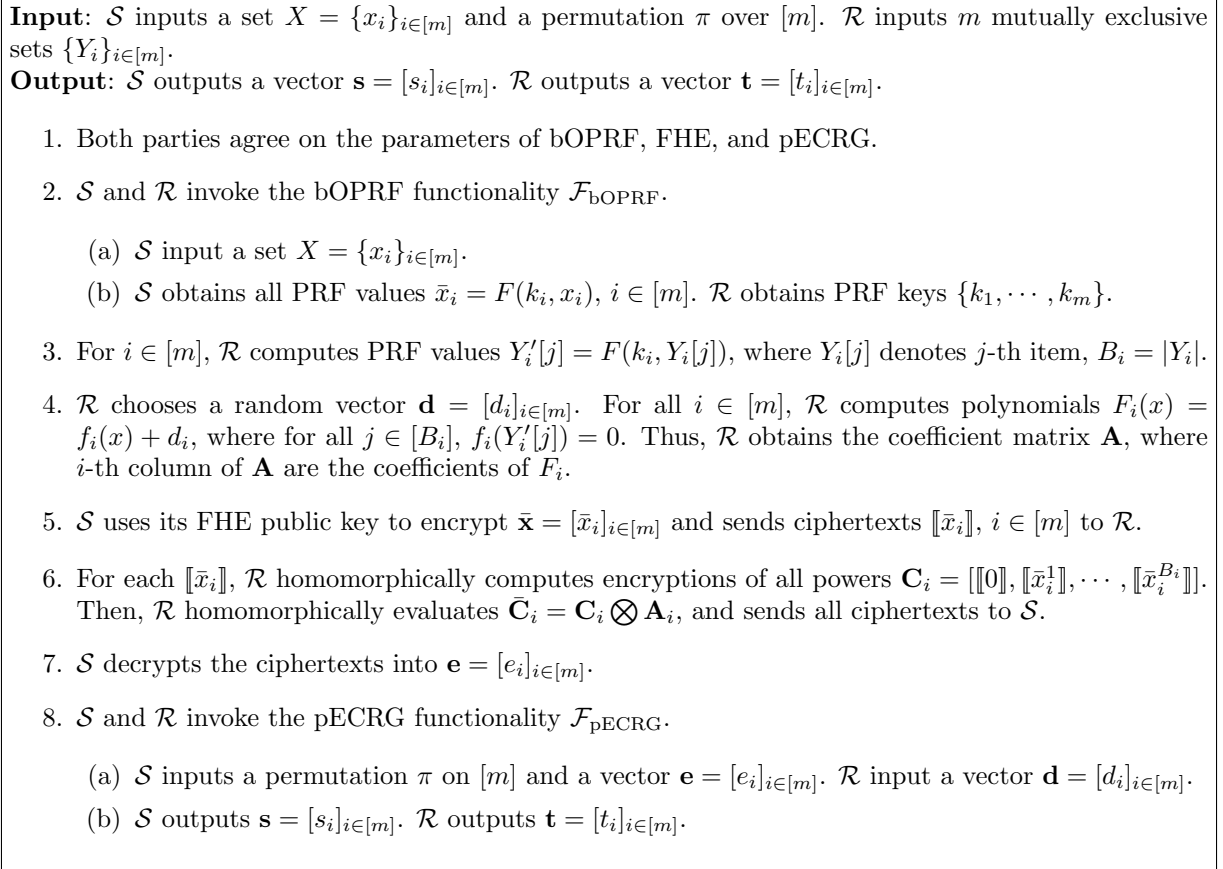 Input: 𝒮 inputs a set X = {x_i}_{i∈[m]} and a permutation π over [m]. ℛ inputs m mutually exclusive
sets {Y_i}_{i∈[m]}.
Output: 𝒮 outputs a vector s = [s_i]_{i∈[m]}. ℛ outputs a vector t = [t_i]_{i∈[m]}.
1. Both parties agree on the parameters of bOPRF, FHE, and pECRG.
2. 𝒮 and ℛ invoke the bOPRF functionality ℱ_bOPRF.
(a) 𝒮 input a set X = {x_i}_{i∈[m]}.
(b) 𝒮 obtains all PRF values x̄_i = F(k_i, x_i), i ∈ [m]. ℛ obtains PRF keys {k_1, ⋯ , k_m}.
3. For i ∈ [m], ℛ computes PRF values Y_i′[j] = F(k_i, Y_i[j]), where Y_i[j] denotes j-th item, B_i = |Y_i|.
4. ℛ chooses a random vector d = [d_i]_{i∈[m]}. For all i ∈ [m], ℛ computes polynomials F_i(x) =
f_i(x) + d_i, where for all j ∈ [B_i], f_i(Y_i′[j]) = 0. Thus, ℛ obtains the coefficient matrix A, where
i-th column of A are the coefficients of F_i.
5. 𝒮 uses its FHE public key to encrypt x̄ = [x̄_i]_{i∈[m]} and sends ciphertexts ⟦x̄_i⟧, i ∈ [m] to ℛ.
6. For each ⟦x̄_i⟧, ℛ homomorphically computes encryptions of all powers C_i = [⟦0⟧, ⟦x̄_i^1⟧, ⋯ , ⟦x̄_i^{B_i}⟧].
Then, ℛ homomorphically evaluates C̄_i = C_i ⨂ A_i, and sends all ciphertexts to 𝒮.
7. 𝒮 decrypts the ciphertexts into e = [e_i]_{i∈[m]}.
8. 𝒮 and ℛ invoke the pECRG functionality ℱ_pECRG.
(a) 𝒮 inputs a permutation π on [m] and a vector e = [e_i]_{i∈[m]}. ℛ input a vector d = [d_i]_{i∈[m]}.
(b) 𝒮 outputs s = [s_i]_{i∈[m]}. ℛ outputs t = [t_i]_{i∈[m]}.